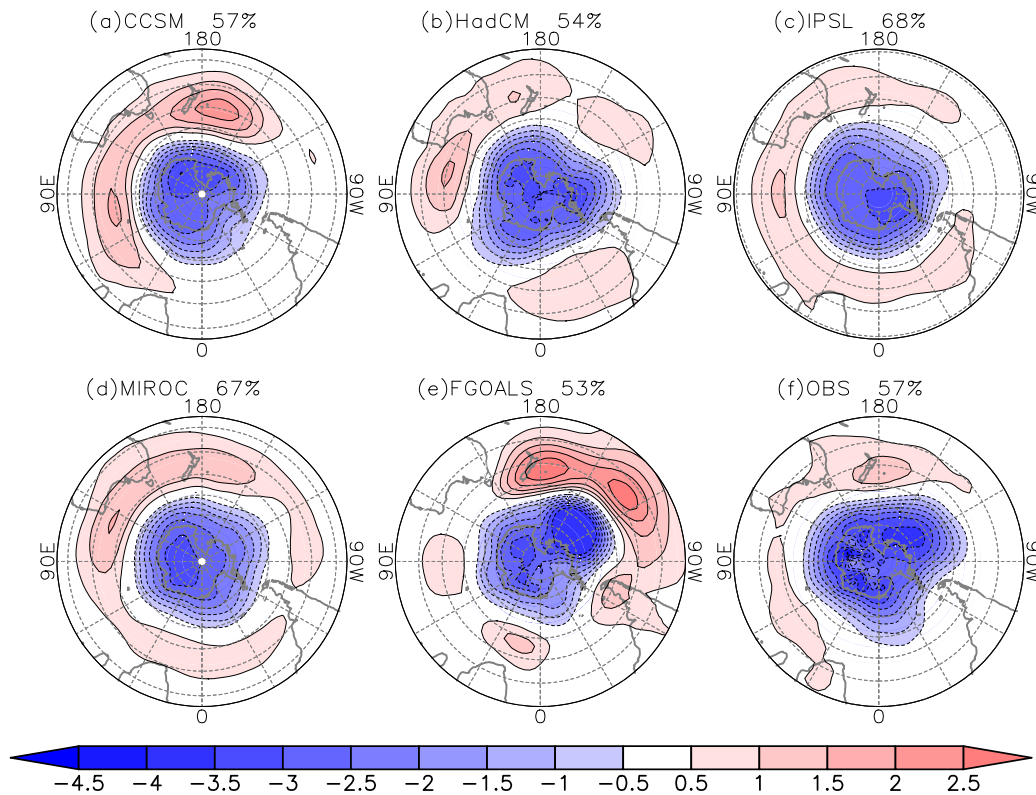 (a)CCSM 57%
(b)HadCM 54%
(c)IPSL 68%
180
180
180
90E
90W
90E
90W
90E
90W
0
0
0
(d)MIROC 67%
(e)FGOALS 53%
(f)OBS 57%
180
180
180
90E
90W
90E
90W
90E
90W
0
0
0
−4.5 −4 −3.5 −3 −2.5 −2 −1.5 −1 −0.5 0.5 1 1.5 2 2.5